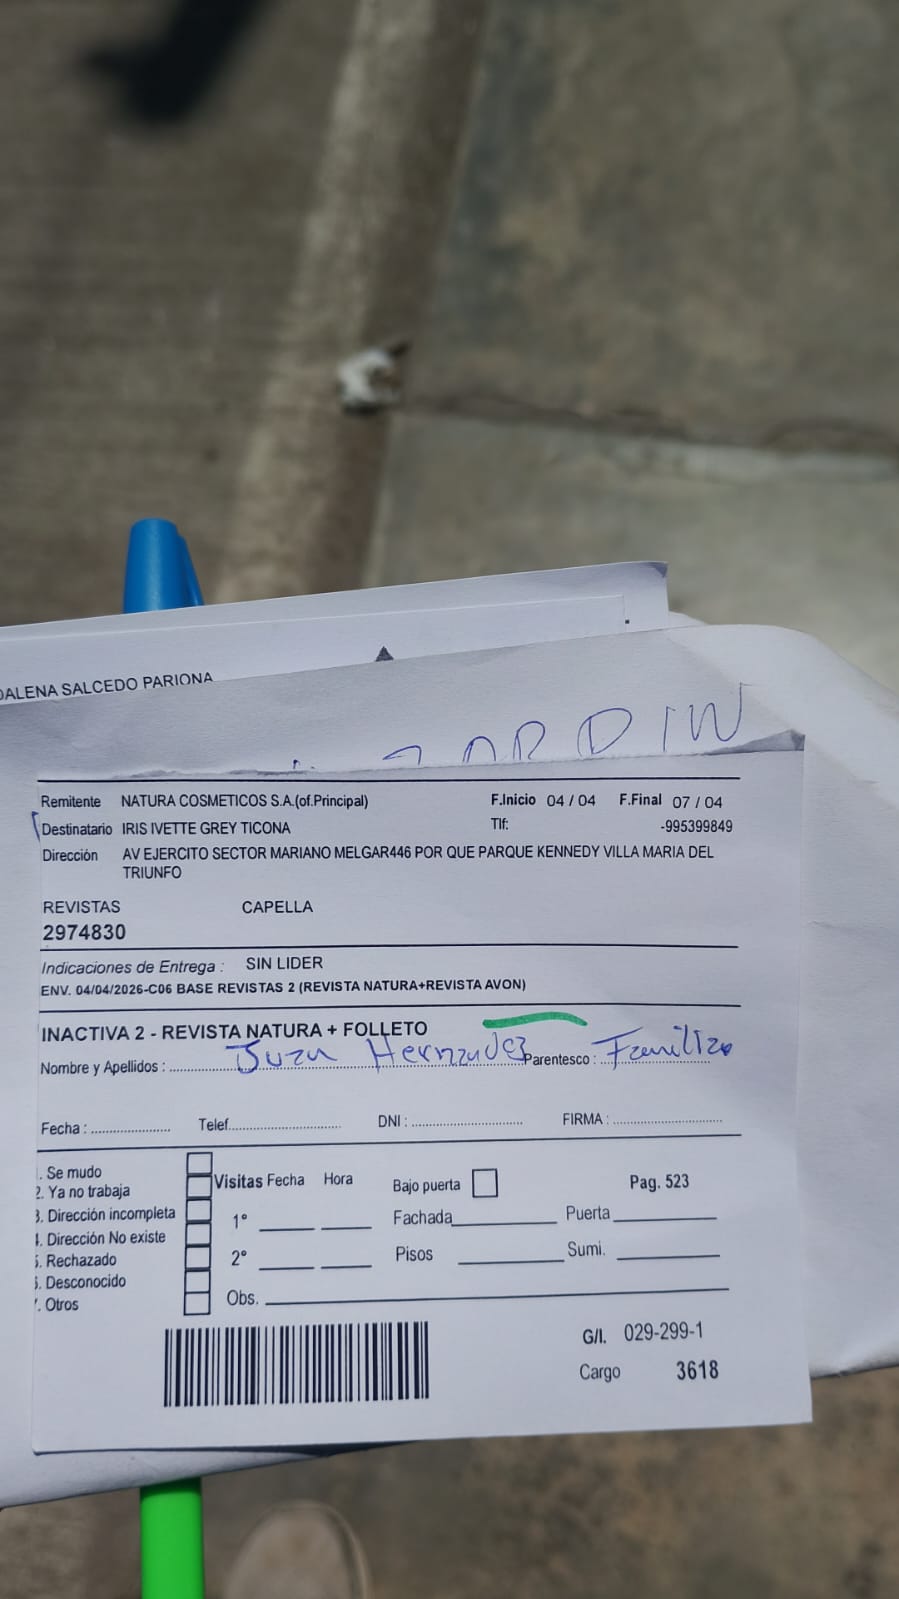 DALENA SALCEDO PARIONA
Remitente NATURA COSMETICOS S.A.(of.Principal) F.Inicio 04 / 04 F.Final 07 / 04
Destinatario IRIS IVETTE GREY TICONA Tlf: -995399849
Dirección AV EJERCITO SECTOR MARIANO MELGAR446 POR QUE PARQUE KENNEDY VILLA MARIA DEL
TRIUNFO
REVISTAS CAPELLA
2974830
Indicaciones de Entrega : SIN LIDER
ENV. 04/04/2026-C06 BASE REVISTAS 2 (REVISTA NATURA+REVISTA AVON)
INACTIVA 2 - REVISTA NATURA + FOLLETO
Nombre y Apellidos : Juan Hernandez Parentesco : Familiar
Fecha : Telef. DNI : FIRMA :
1. Se mudo
2. Ya no trabaja
3. Dirección incompleta
4. Dirección No existe
5. Rechazado
6. Desconocido
7. Otros
Visitas Fecha Hora Bajo puerta Pag. 523
1° Fachada Puerta
2° Pisos Sumi.
Obs.
G/I. 029-299-1
Cargo 3618